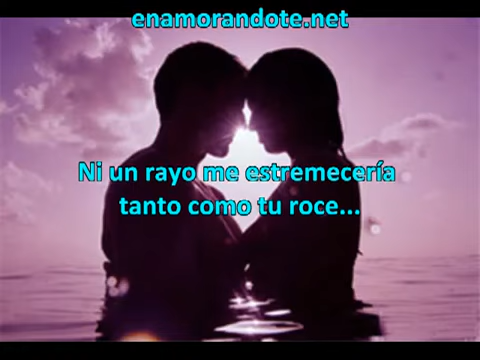 enamorandote.net
Ni un rayo me estremecería
tanto como tu roce...